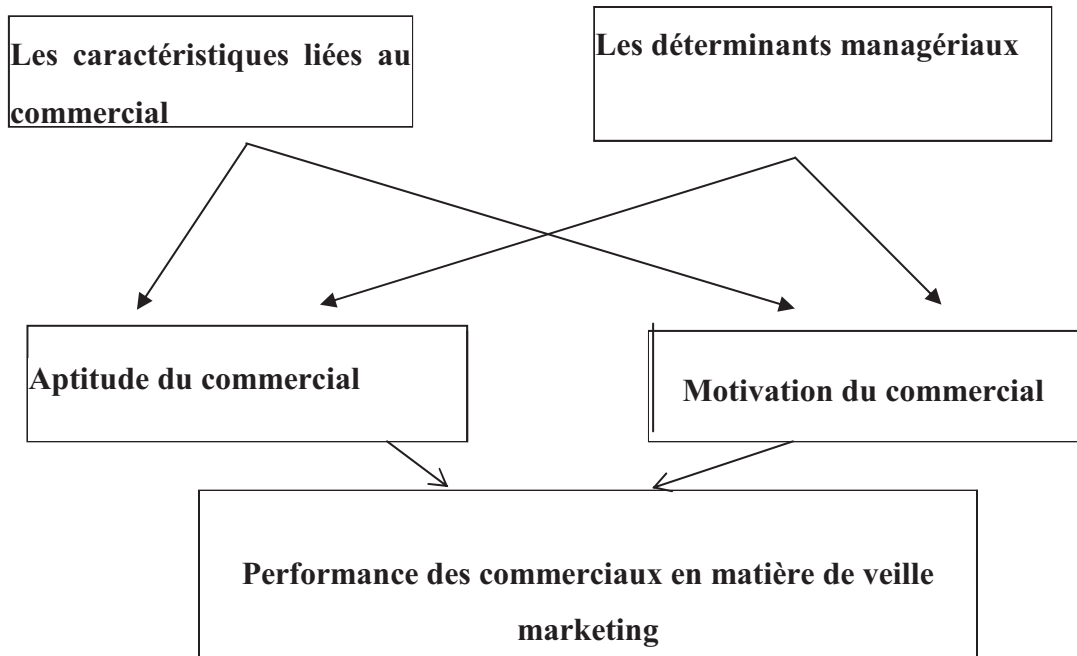 Les caractéristiques liées au
commercial
Les déterminants managériaux
Aptitude du commercial
Motivation du commercial
Performance des commerciaux en matière de veille
marketing